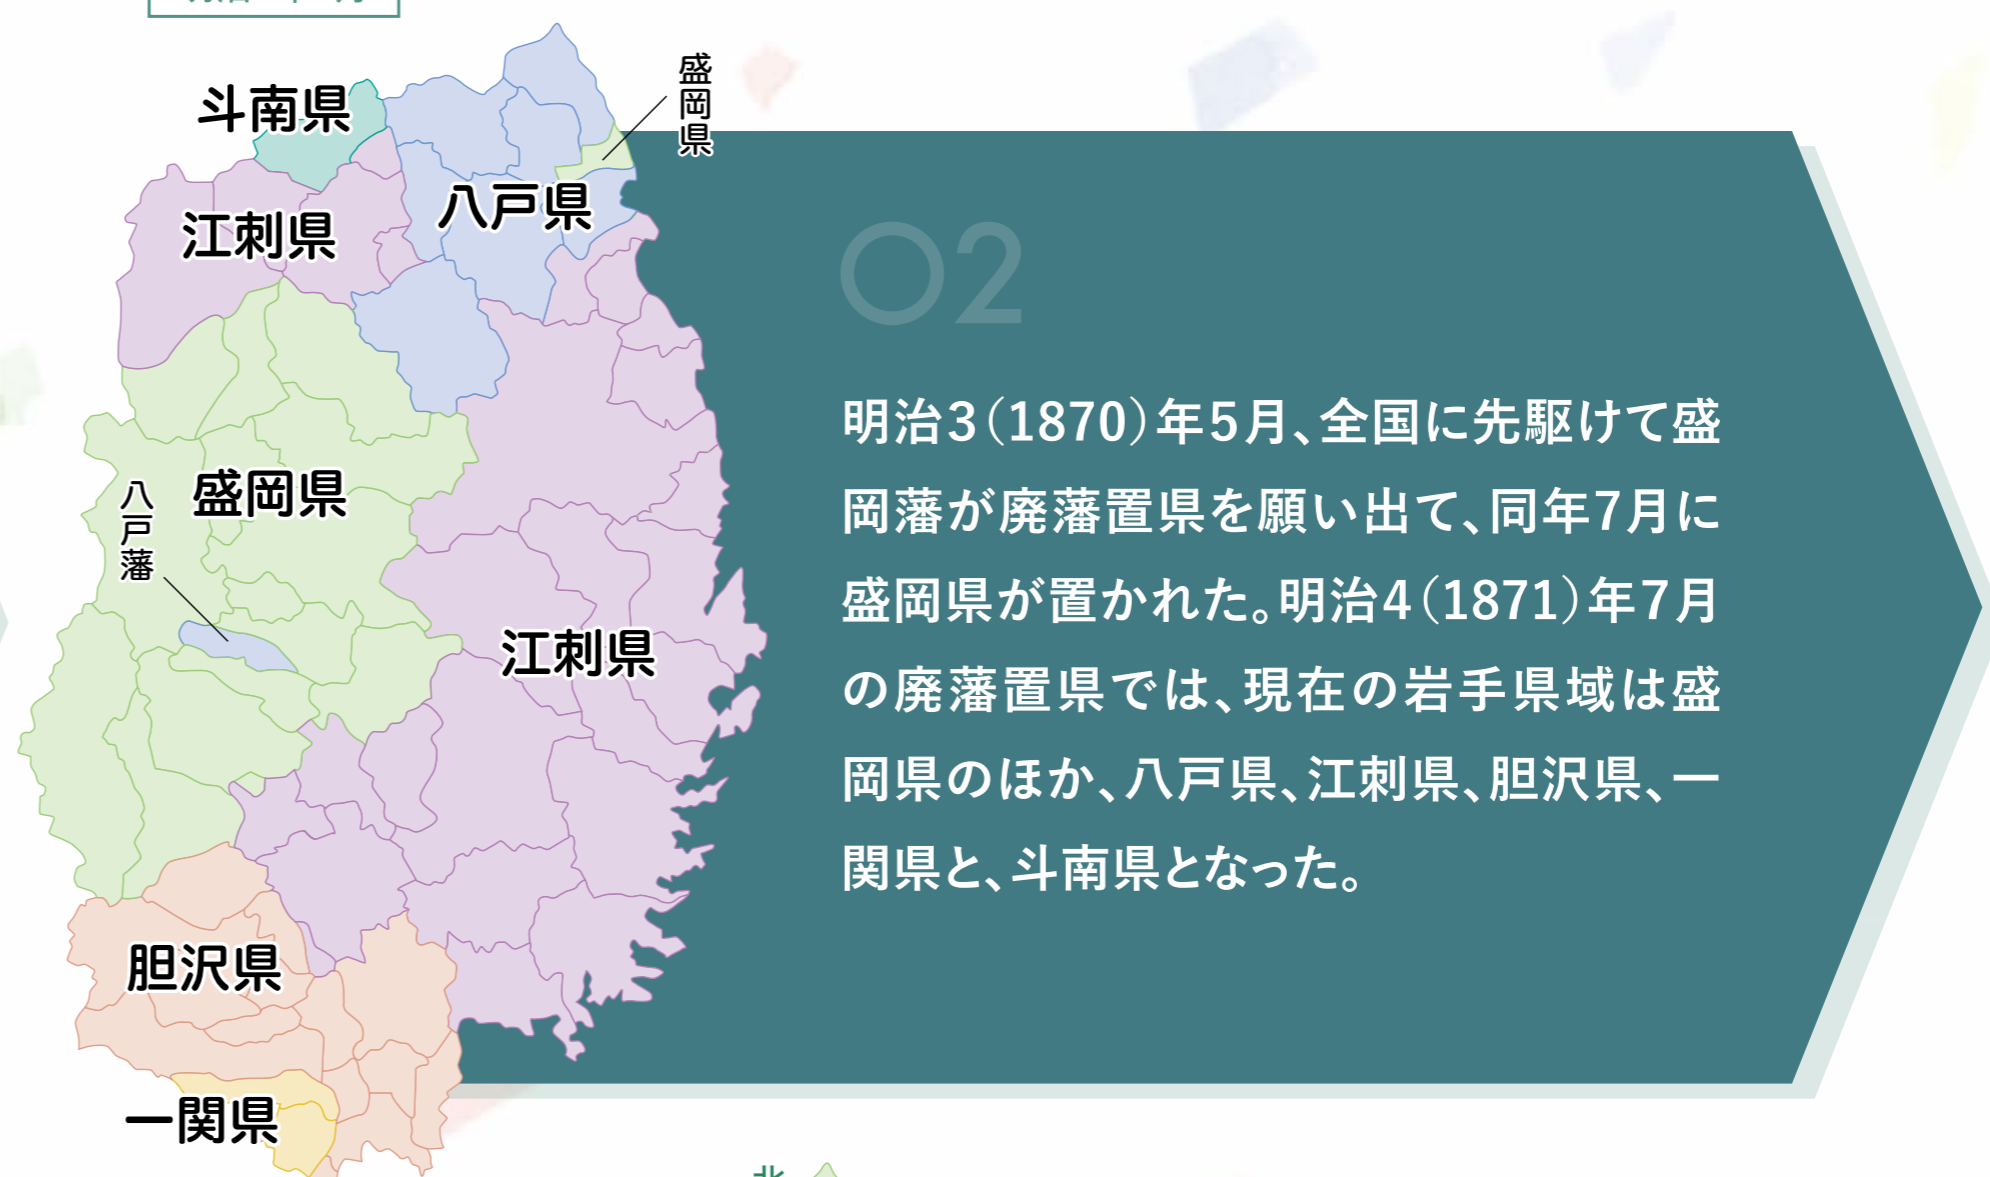 斗南県
盛岡県
八戸県
江刺県
盛岡県
八戸藩
江刺県
胆沢県
一関県
02
明治3（1870）年5月、全国に先駆けて盛
岡藩が廃藩置県を願い出て、同年7月に
盛岡県が置かれた。明治4（1871）年7月
の廃藩置県では、現在の岩手県域は盛
岡県のほか、八戸県、江刺県、胆沢県、一
関県と、斗南県となった。